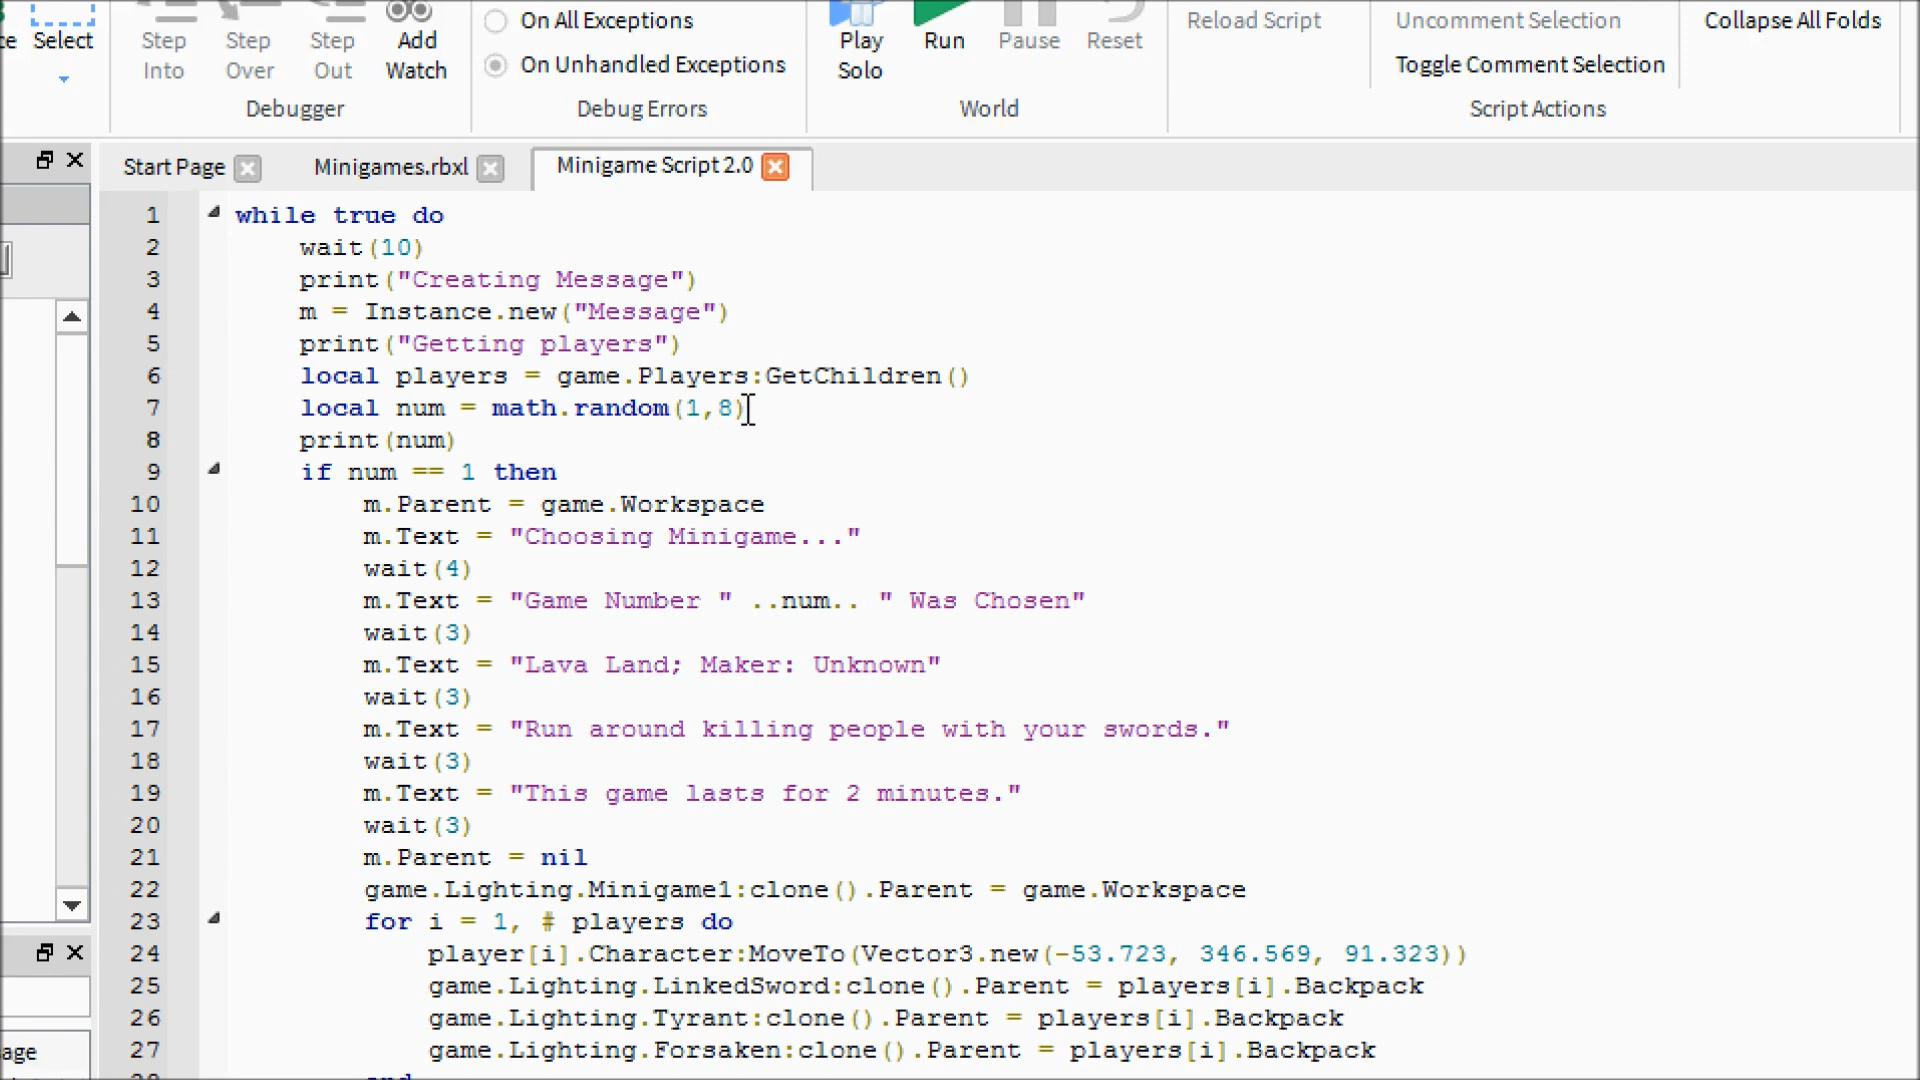 ce
Select
Step Into
Step Over
Step Out
Add Watch
Debugger
On All Exceptions
On Unhandled Exceptions
Debug Errors
Play Solo
Run
Pause
Reset
World
Reload Script
Uncomment Selection
Toggle Comment Selection
Collapse All Folds
Script Actions
Start Page
Minigames.rbxl
Minigame Script 2.0
1 while true do
2 wait(10)
3 print("Creating Message")
4 m = Instance.new("Message")
5 print("Getting players")
6 local players = game.Players:GetChildren()
7 local num = math.random(1,8)
8 print(num)
9 if num == 1 then
10 m.Parent = game.Workspace
11 m.Text = "Choosing Minigame..."
12 wait(4)
13 m.Text = "Game Number " ..num.. " Was Chosen"
14 wait(3)
15 m.Text = "Lava Land; Maker: Unknown"
16 wait(3)
17 m.Text = "Run around killing people with your swords."
18 wait(3)
19 m.Text = "This game lasts for 2 minutes."
20 wait(3)
21 m.Parent = nil
22 game.Lighting.Minigame1:clone().Parent = game.Workspace
23 for i = 1, # players do
24 player[i].Character:MoveTo(Vector3.new(-53.723, 346.569, 91.323))
25 game.Lighting.LinkedSword:clone().Parent = players[i].Backpack
26 game.Lighting.Tyrant:clone().Parent = players[i].Backpack
27 game.Lighting.Forsaken:clone().Parent = players[i].Backpack
28 end
age